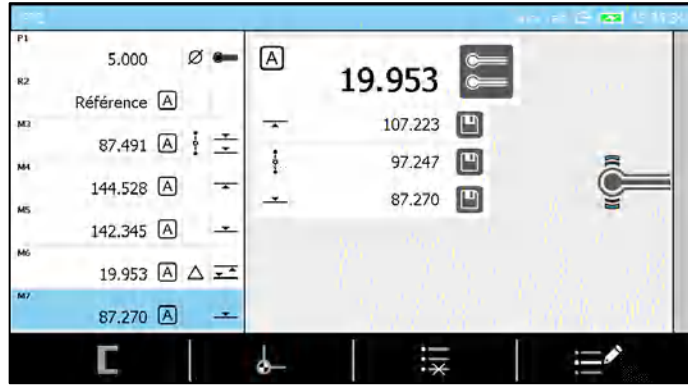 P1
5.000
R2
Référence A
M3
87.491 A
M4
144.528 A
M5
142.345 A
M6
19.953 A
M7
87.270 A
A
19.953
107.223
97.247
87.270